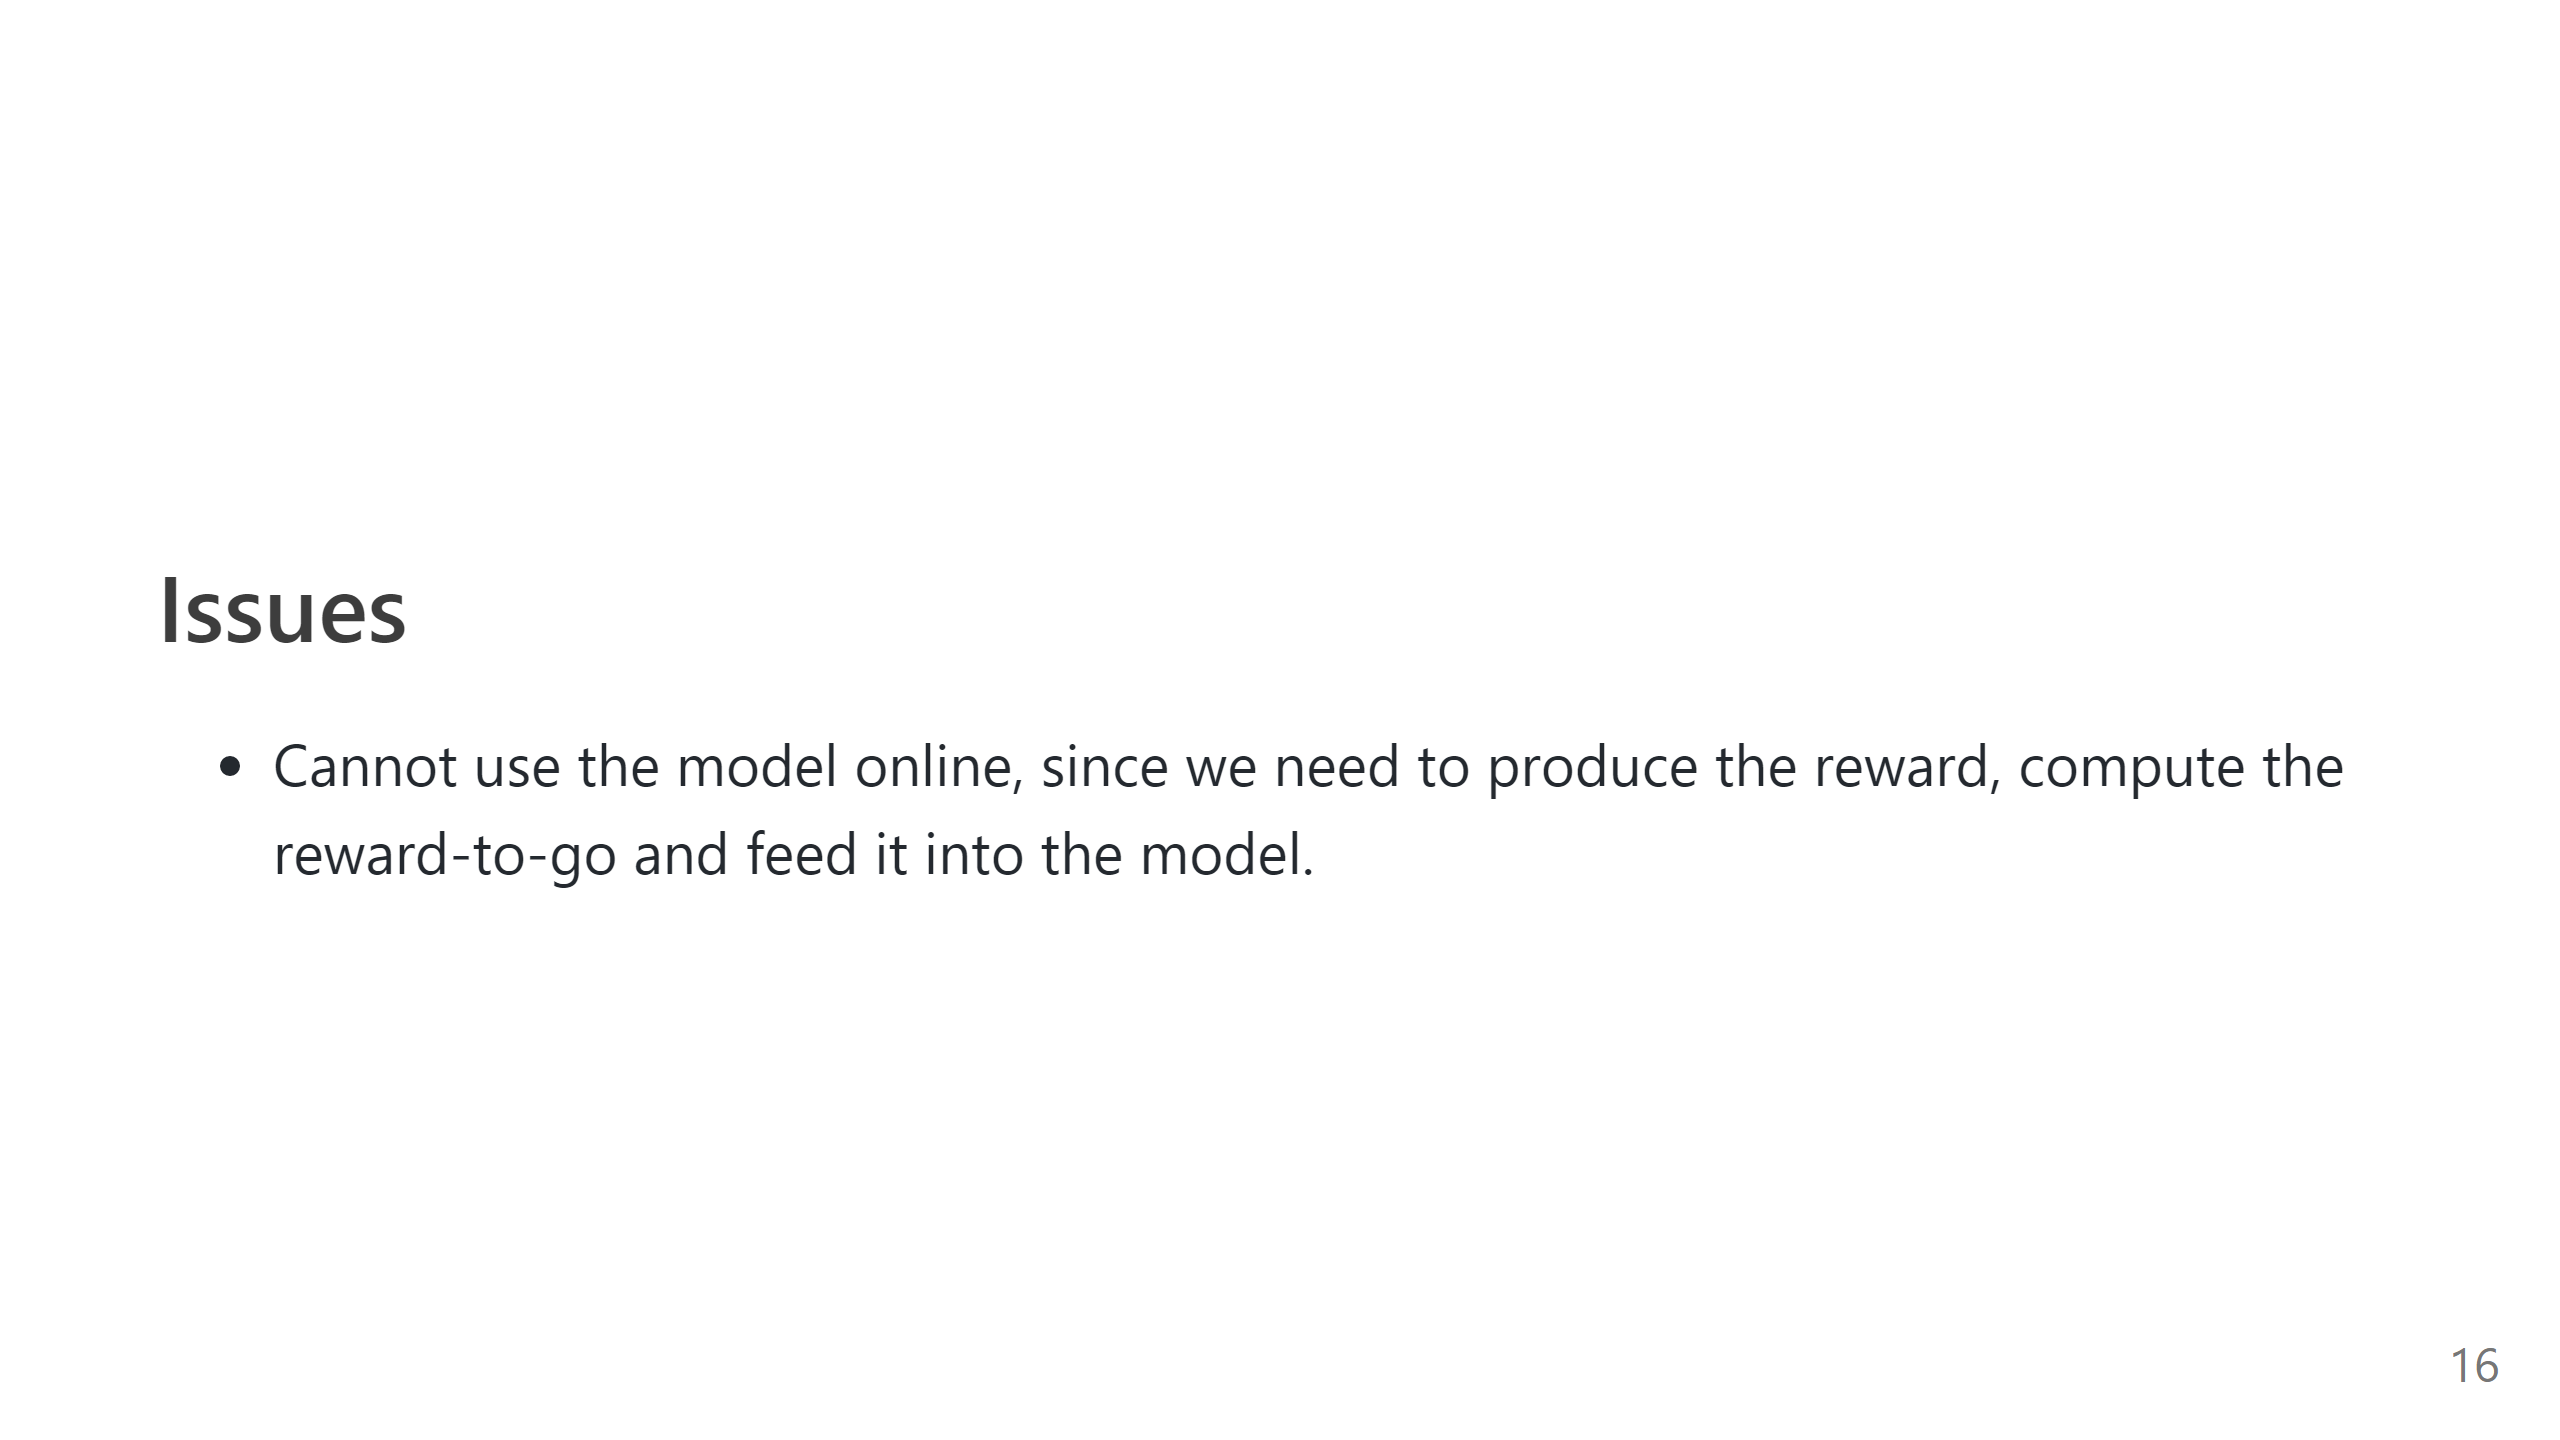 Issues
• Cannot use the model online, since we need to produce the reward, compute the
reward-to-go and feed it into the model.
16